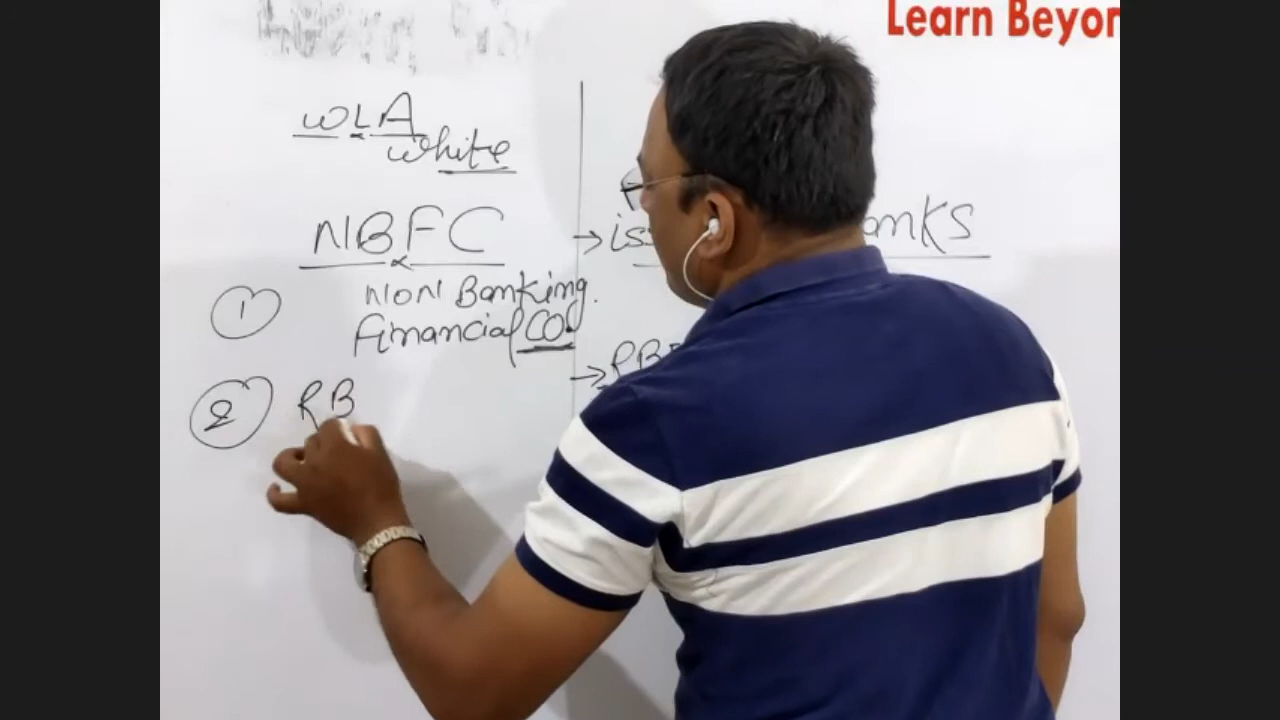 Learn Beyon
WLA
White
NBFC
→ is anks
① NON Banking.
Financial CO.
→ RB
② RB